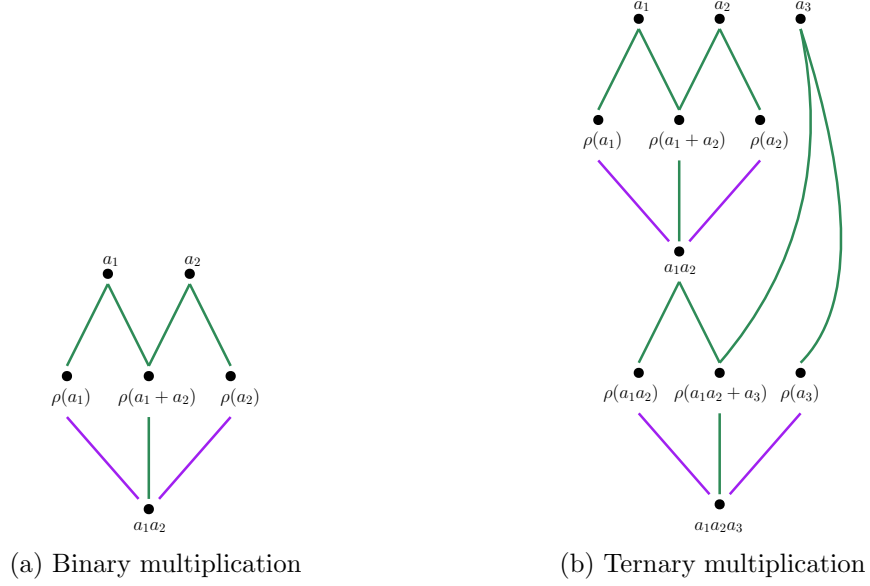 a₁ a₂ a₃
ρ(a₁) ρ(a₁ + a₂) ρ(a₂)
a₁a₂
a₁ a₂
ρ(a₁) ρ(a₁ + a₂) ρ(a₂)
ρ(a₁a₂) ρ(a₁a₂ + a₃) ρ(a₃)
a₁a₂
a₁a₂a₃
(a) Binary multiplication
(b) Ternary multiplication